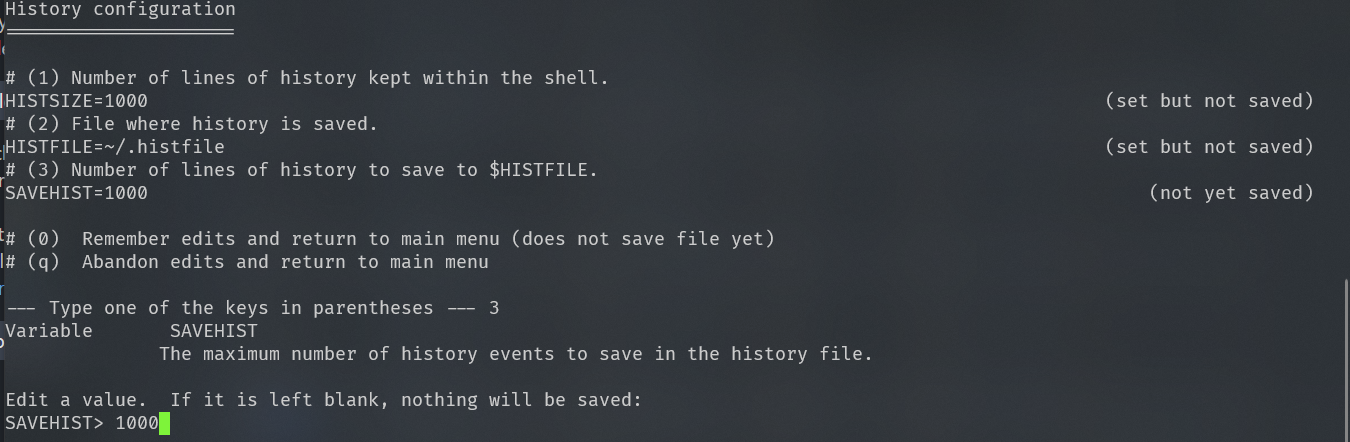 History configuration
=====================
# (1) Number of lines of history kept within the shell.
HISTSIZE=1000 (set but not saved)
# (2) File where history is saved.
HISTFILE=~/.histfile (set but not saved)
# (3) Number of lines of history to save to $HISTFILE.
SAVEHIST=1000 (not yet saved)
# (0)  Remember edits and return to main menu (does not save file yet)
# (q)  Abandon edits and return to main menu
--- Type one of the keys in parentheses --- 3
Variable       SAVEHIST
The maximum number of history events to save in the history file.
Edit a value.  If it is left blank, nothing will be saved:
SAVEHIST> 1000